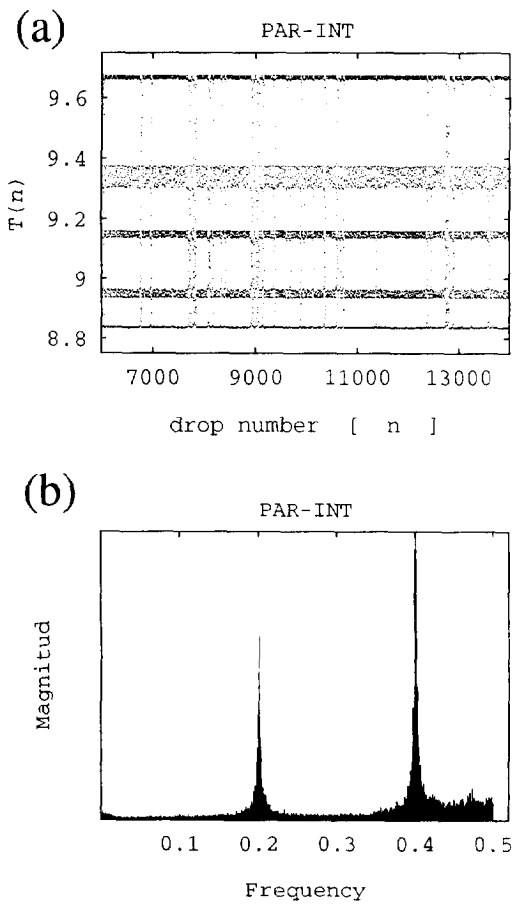 (a)
PAR-INT
9.6
9.4
9.2
9
8.8
T(n)
7000 9000 11000 13000
drop number [ n ]
(b)
PAR-INT
Magnitud
0.1 0.2 0.3 0.4 0.5
Frequency